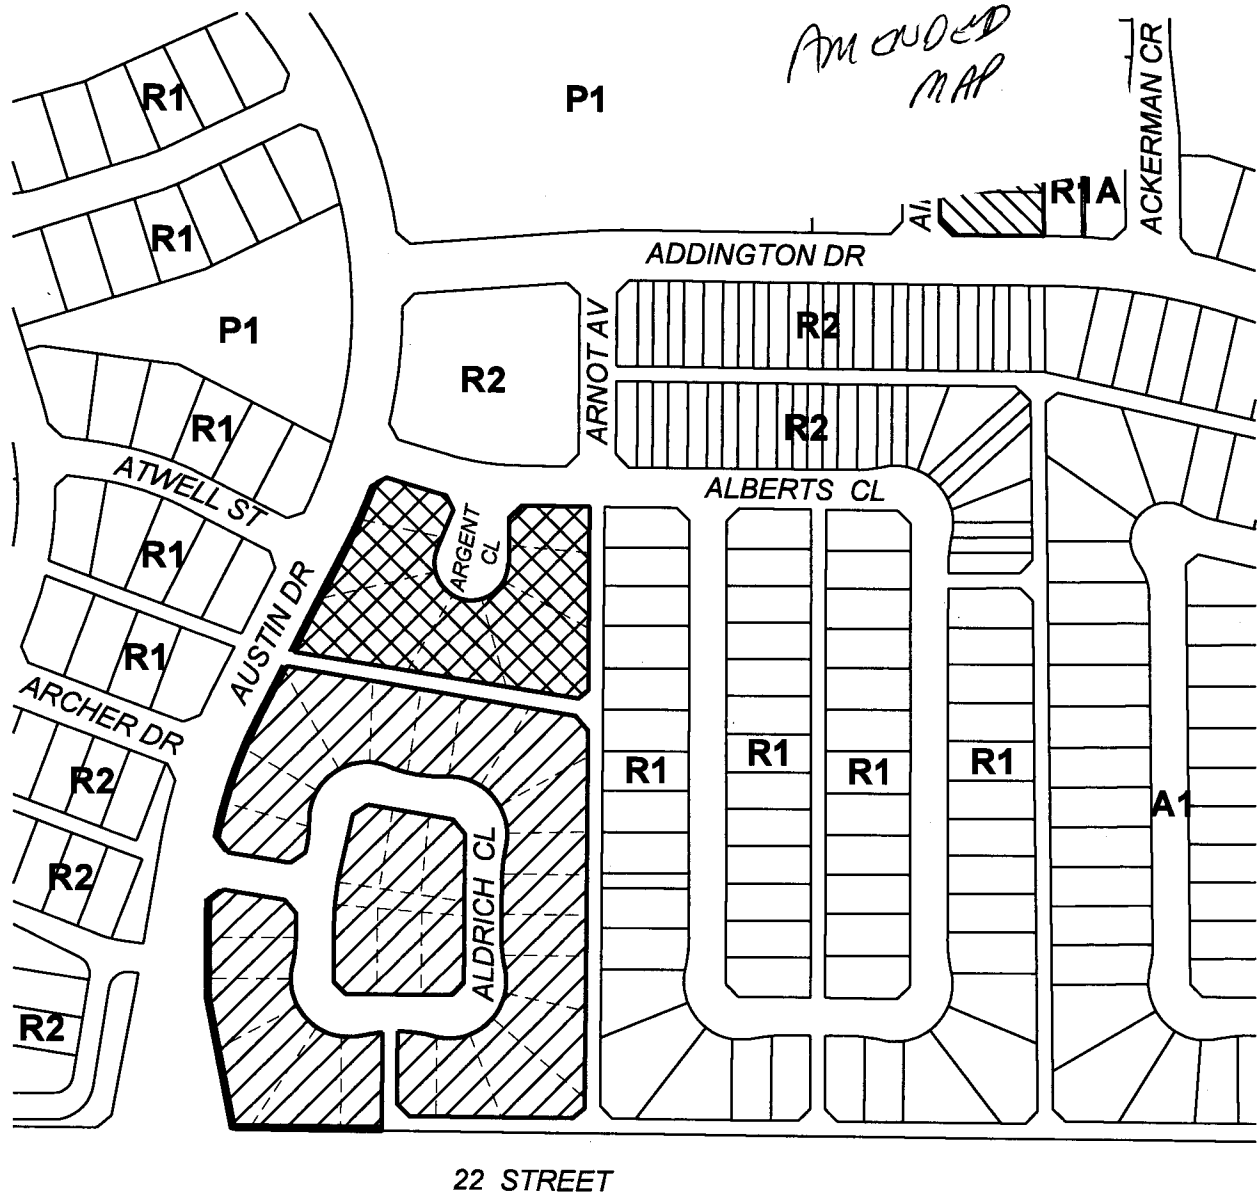 AMENDED
MAP
ACKERMAN CR
R1
P1
R1A
R1
ADDINGTON DR
P1
R2
ARNOT AV
R2
R1
R2
ATWELL ST
ALBERTS CL
ARGENT
CL
R1
AUSTIN DR
R1
ARCHER DR
R2
R1
R1
R1
R1
A1
R2
ALDRICH CL
R2
22 STREET